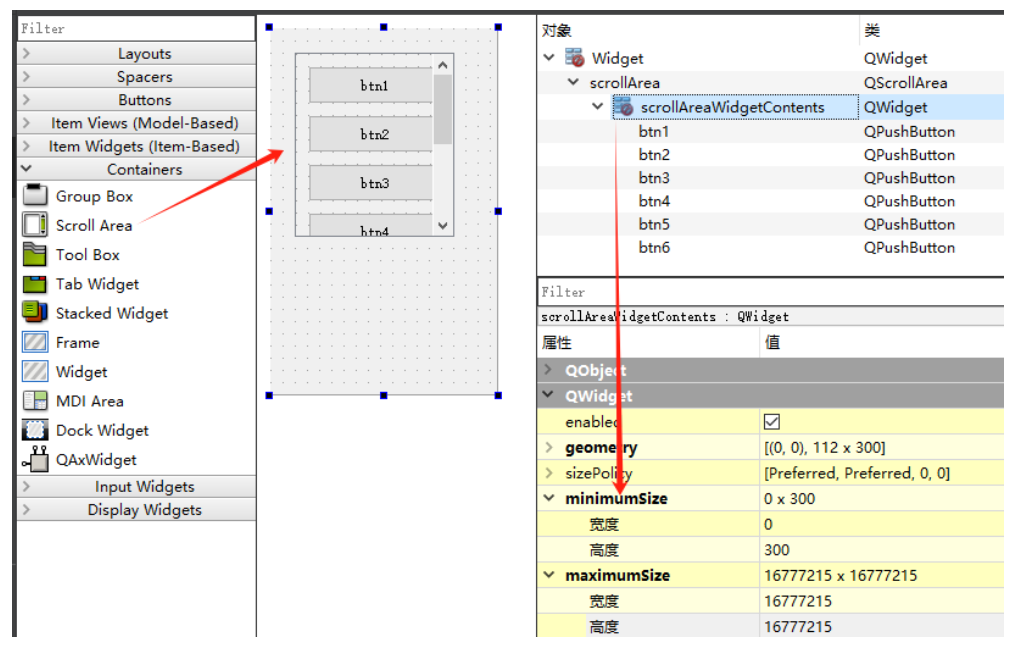 Filter
Layouts
Spacers
Buttons
Item Views (Model-Based)
Item Widgets (Item-Based)
Containers
Group Box
Scroll Area
Tool Box
Tab Widget
Stacked Widget
Frame
Widget
MDI Area
Dock Widget
QAxWidget
Input Widgets
Display Widgets
btn1
btn2
btn3
btn4
对象 类
Widget QWidget
scrollArea QScrollArea
scrollAreaWidgetContents QWidget
btn1 QPushButton
btn2 QPushButton
btn3 QPushButton
btn4 QPushButton
btn5 QPushButton
btn6 QPushButton
Filter
scrollAreaWidgetContents : QWidget
属性 值
QObject
QWidget
enabled
geometry [(0, 0), 112 x 300]
sizePolicy [Preferred, Preferred, 0, 0]
minimumSize 0 x 300
宽度 0
高度 300
maximumSize 16777215 x 16777215
宽度 16777215
高度 16777215